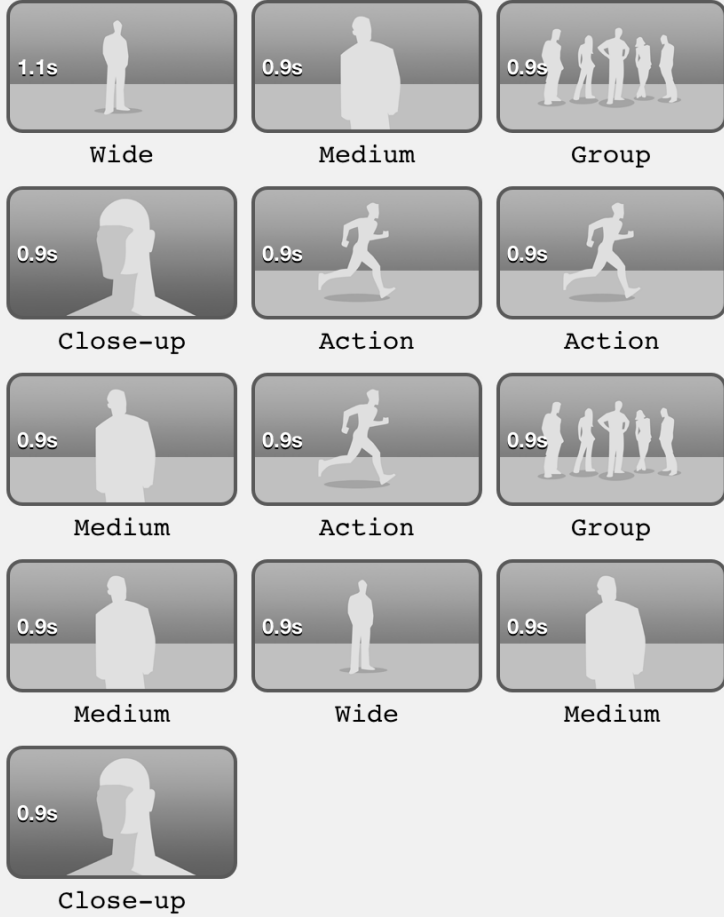 1.1s 0.9s 0.9s
Wide Medium Group
0.9s 0.9s 0.9s
Close-up Action Action
0.9s 0.9s 0.9s
Medium Action Group
0.9s 0.9s 0.9s
Medium Wide Medium
0.9s
Close-up